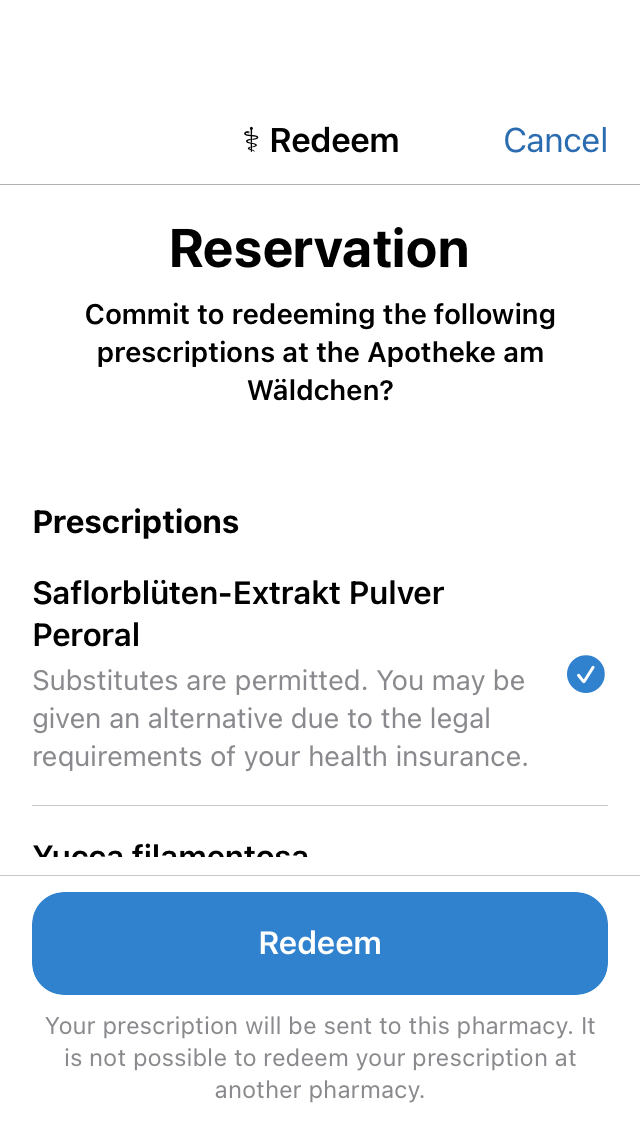 ⚕ Redeem
Cancel
Reservation
Commit to redeeming the following
prescriptions at the Apotheke am
Wäldchen?
Prescriptions
Saflorblüten-Extrakt Pulver
Peroral
Substitutes are permitted. You may be
given an alternative due to the legal
requirements of your health insurance.
Yucca filamentosa
Redeem
Your prescription will be sent to this pharmacy. It
is not possible to redeem your prescription at
another pharmacy.